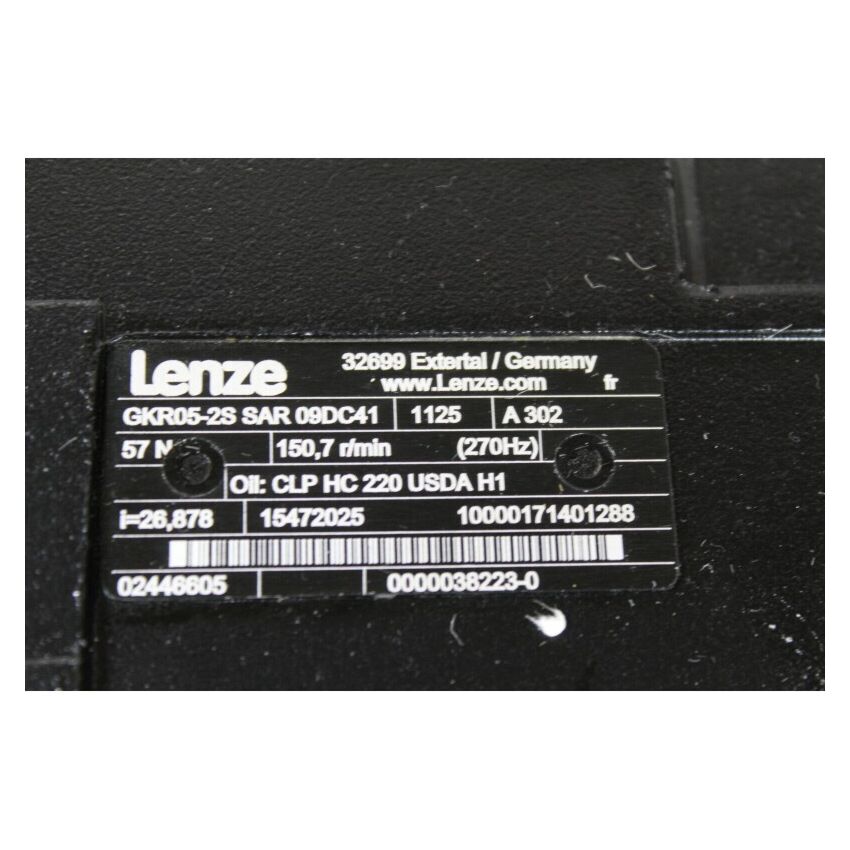 Lenze
32699 Extertal / Germany
www.Lenze.com fr
GKR05-2S SAR 09DC41 1125 A 302
57 N 150,7 r/min (270Hz)
Oil: CLP HC 220 USDA H1
i=26,878 15472025 10000171401288
02446605 0000038223-0